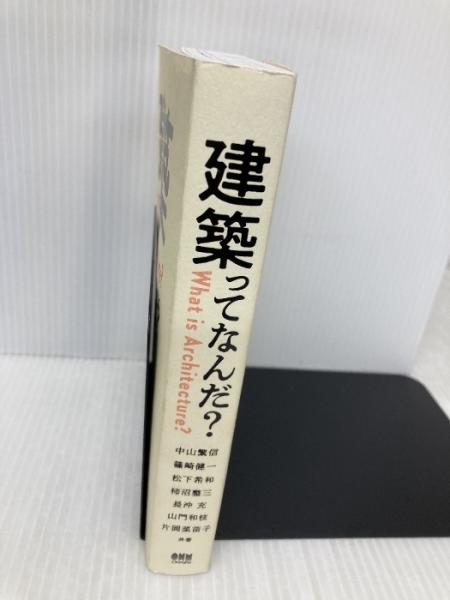 建築ってなんだ?
What is Architecture?
中山繁信
篠崎健一
松下希和
柿沼整三
長沖 充
山門和枝
片岡菜苗子
共著
OHM
Ohmsha